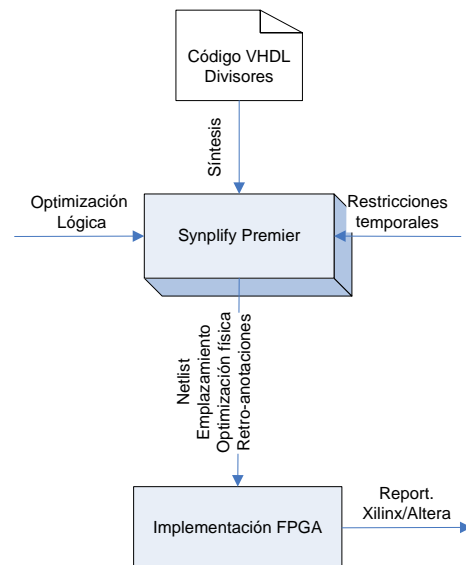 Código VHDL
Divisores
Síntesis
Optimización
Lógica
Synplify Premier
Restricciones
temporales
Netlist
Emplazamiento
Optimización física
Retro-anotaciones
Implementación FPGA
Report.
Xilinx/Altera